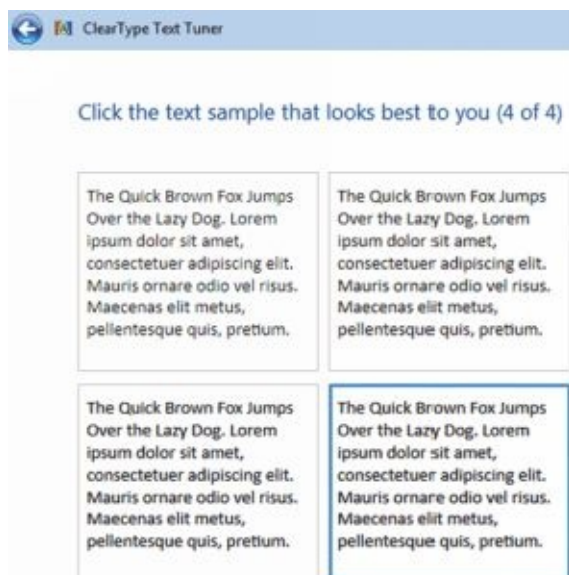 ClearType Text Tuner
Click the text sample that looks best to you (4 of 4)
The Quick Brown Fox Jumps
Over the Lazy Dog. Lorem
ipsum dolor sit amet,
consectetuer adipiscing elit.
Mauris ornare odio vel risus.
Maecenas elit metus,
pellentesque quis, pretium.
The Quick Brown Fox Jumps
Over the Lazy Dog. Lorem
ipsum dolor sit amet,
consectetuer adipiscing elit.
Mauris ornare odio vel risus.
Maecenas elit metus,
pellentesque quis, pretium.
The Quick Brown Fox Jumps
Over the Lazy Dog. Lorem
ipsum dolor sit amet,
consectetuer adipiscing elit.
Mauris ornare odio vel risus.
Maecenas elit metus,
pellentesque quis, pretium.
The Quick Brown Fox Jumps
Over the Lazy Dog. Lorem
ipsum dolor sit amet,
consectetuer adipiscing elit.
Mauris ornare odio vel risus.
Maecenas elit metus,
pellentesque quis, pretium.